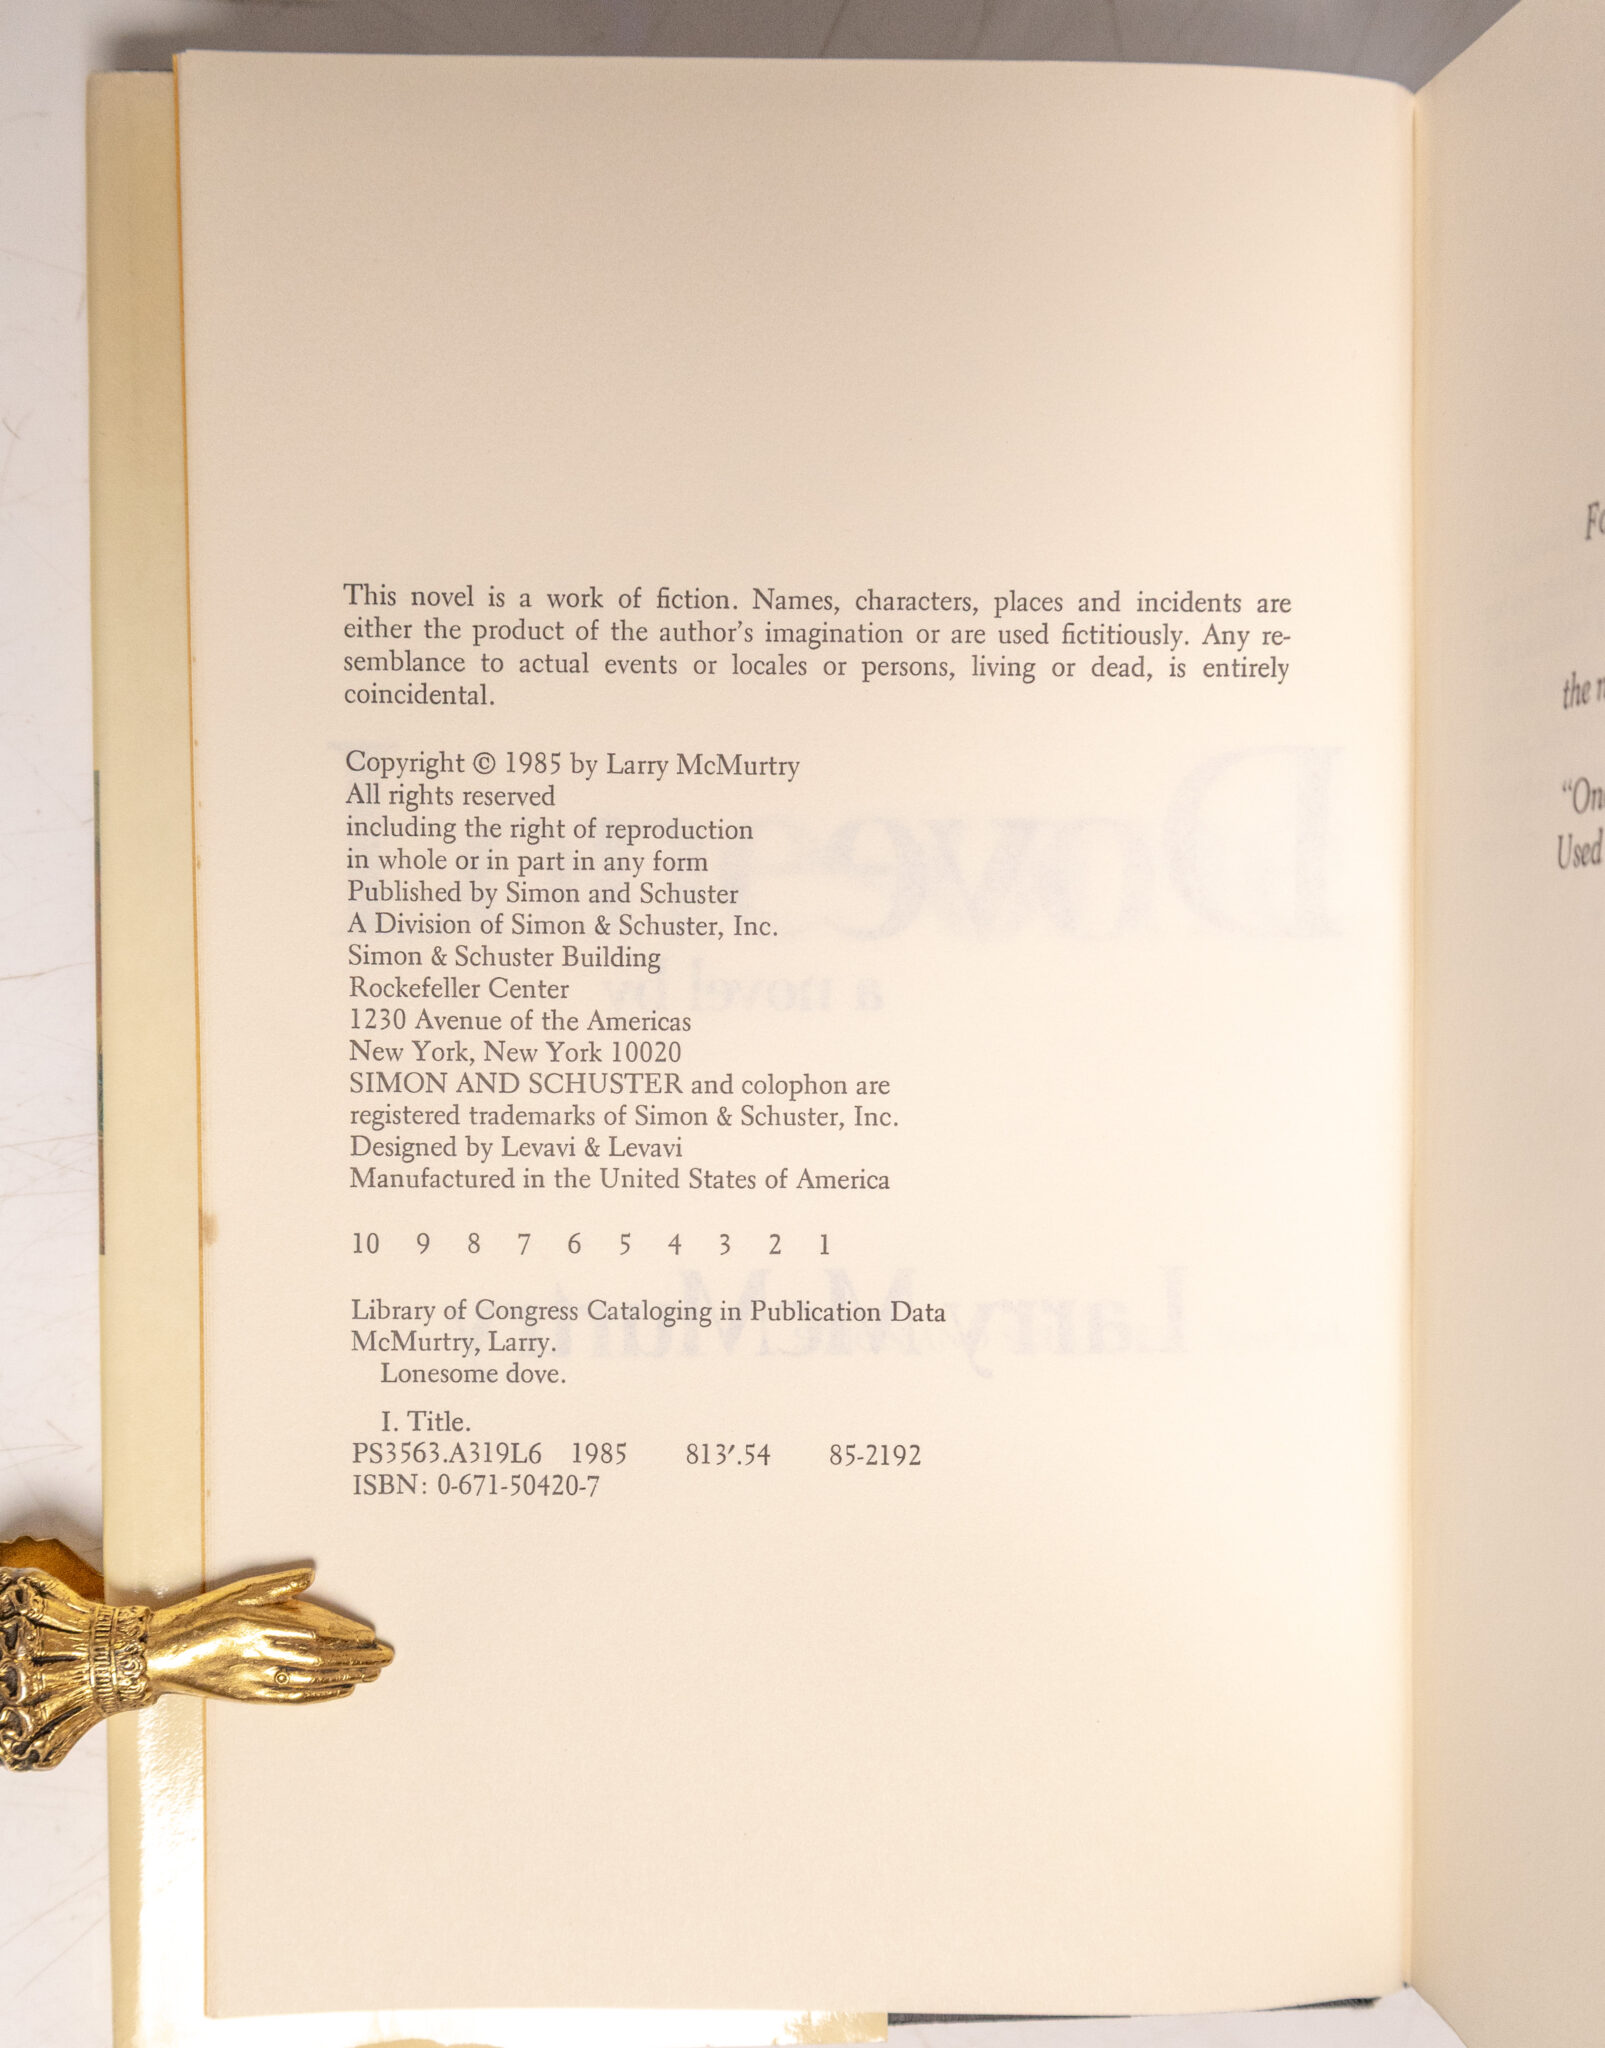 This novel is a work of fiction. Names, characters, places and incidents are
either the product of the author's imagination or are used fictitiously. Any re-
semblance to actual events or locales or persons, living or dead, is entirely
coincidental.
Copyright © 1985 by Larry McMurtry
All rights reserved
including the right of reproduction
in whole or in part in any form
Published by Simon and Schuster
A Division of Simon & Schuster, Inc.
Simon & Schuster Building
Rockefeller Center
1230 Avenue of the Americas
New York, New York 10020
SIMON AND SCHUSTER and colophon are
registered trademarks of Simon & Schuster, Inc.
Designed by Levavi & Levavi
Manufactured in the United States of America
10 9 8 7 6 5 4 3 2 1
Library of Congress Cataloging in Publication Data
McMurtry, Larry.
Lonesome dove.
I. Title.
PS3563.A319L6 1985 813′.54 85-2192
ISBN: 0-671-50420-7
the
Used